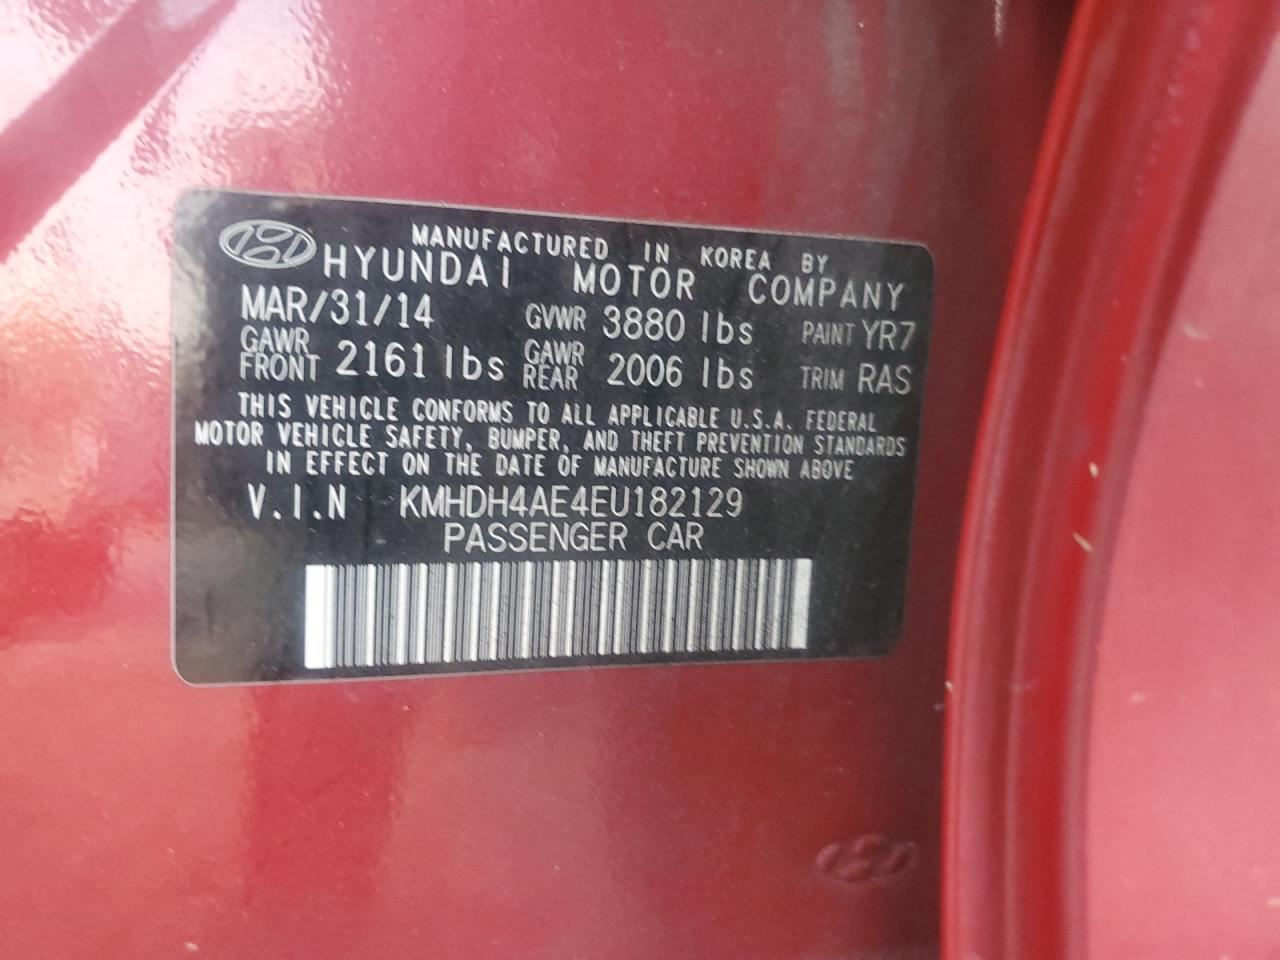 MANUFACTURED IN KOREA BY
HYUNDAI MOTOR COMPANY
MAR/31/14 GVWR 3880 lbs PAINT YR7
GAWR FRONT 2161 lbs GAWR REAR 2006 lbs TRIM RAS
THIS VEHICLE CONFORMS TO ALL APPLICABLE U.S.A. FEDERAL
MOTOR VEHICLE SAFETY, BUMPER, AND THEFT PREVENTION STANDARDS
IN EFFECT ON THE DATE OF MANUFACTURE SHOWN ABOVE
V.I.N KMHDH4AE4EU182129
PASSENGER CAR